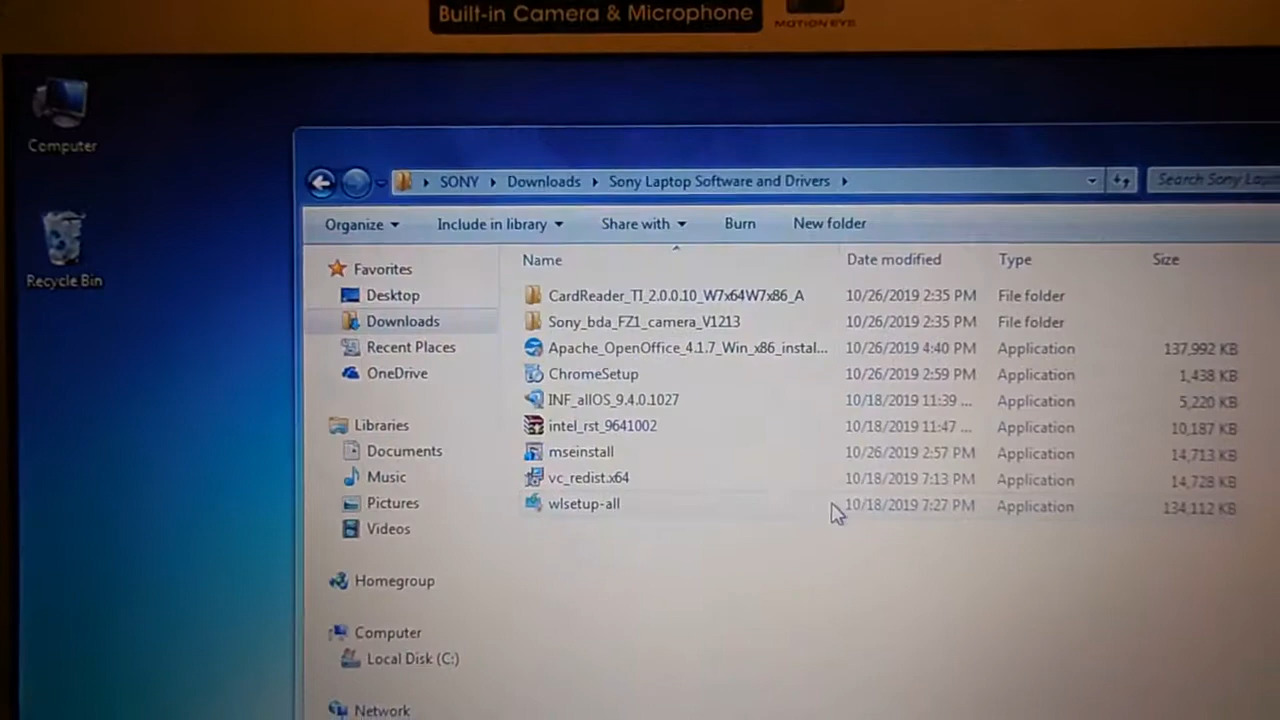 Built-in Camera & Microphone
MOTION EYE
Computer
Recycle Bin
SONY Downloads Sony Laptop Software and Drivers
Search Sony
Organize Include in library Share with Burn New folder
Favorites
Desktop
Downloads
Recent Places
OneDrive
Libraries
Documents
Music
Pictures
Videos
Homegroup
Computer
Local Disk (C:)
Network
Name Date modified Type Size
CardReader_TI_2.0.0.10_W7x64W7x86_A 10/26/2019 2:35 PM File folder
Sony_bda_FZ1_camera_V1213 10/26/2019 2:35 PM File folder
Apache_OpenOffice_4.1.7_Win_x86_instal... 10/26/2019 4:40 PM Application 137,992 KB
ChromeSetup 10/26/2019 2:59 PM Application 1,438 KB
INF_allOS_9.4.0.1027 10/18/2019 11:39 ... Application 5,220 KB
intel_rst_9641002 10/18/2019 11:47 ... Application 10,187 KB
mseinstall 10/26/2019 2:57 PM Application 14,713 KB
vc_redist.x64 10/18/2019 7:13 PM Application 14,728 KB
wlsetup-all 10/18/2019 7:27 PM Application 134,112 KB